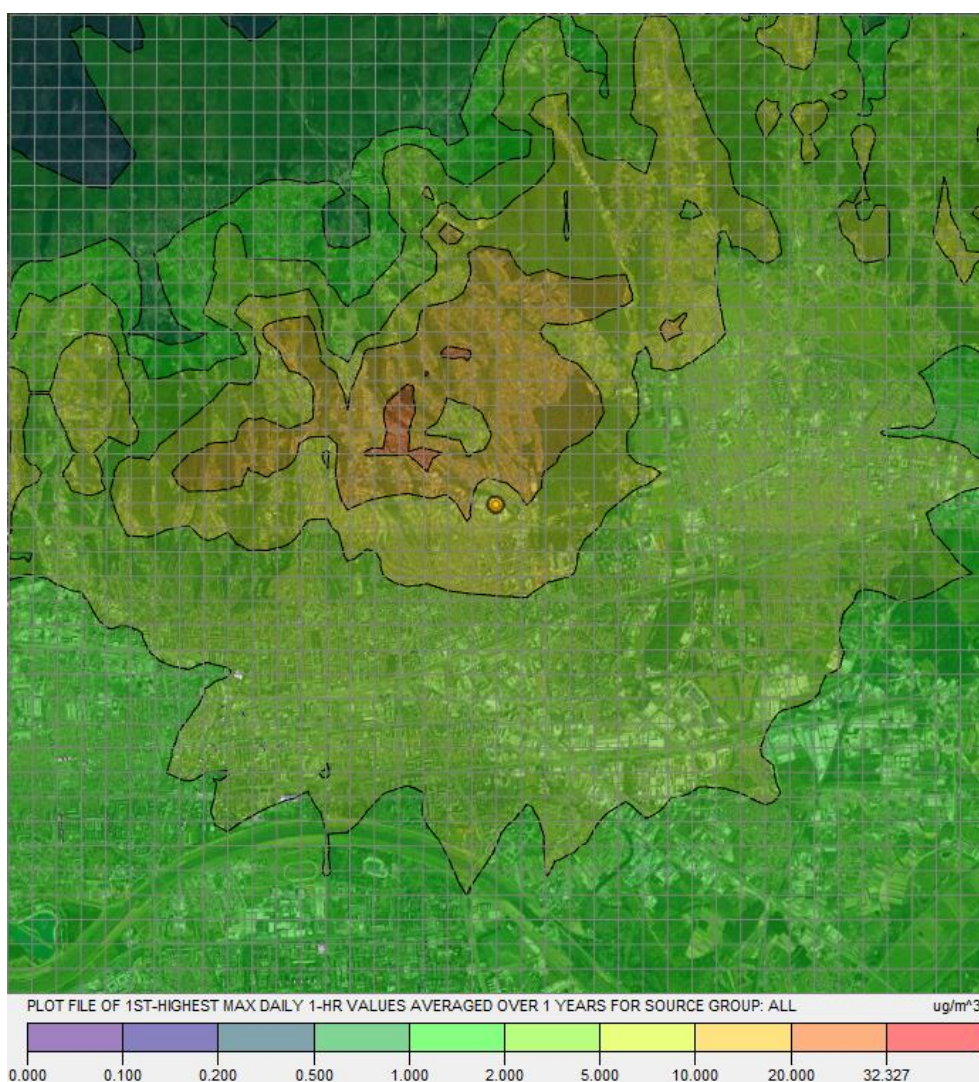 PLOT FILE OF 1ST-HIGHEST MAX DAILY 1-HR VALUES AVERAGED OVER 1 YEARS FOR SOURCE GROUP: ALL ug/m^3
0.000 0.100 0.200 0.500 1.000 2.000 5.000 10.000 20.000 32.327